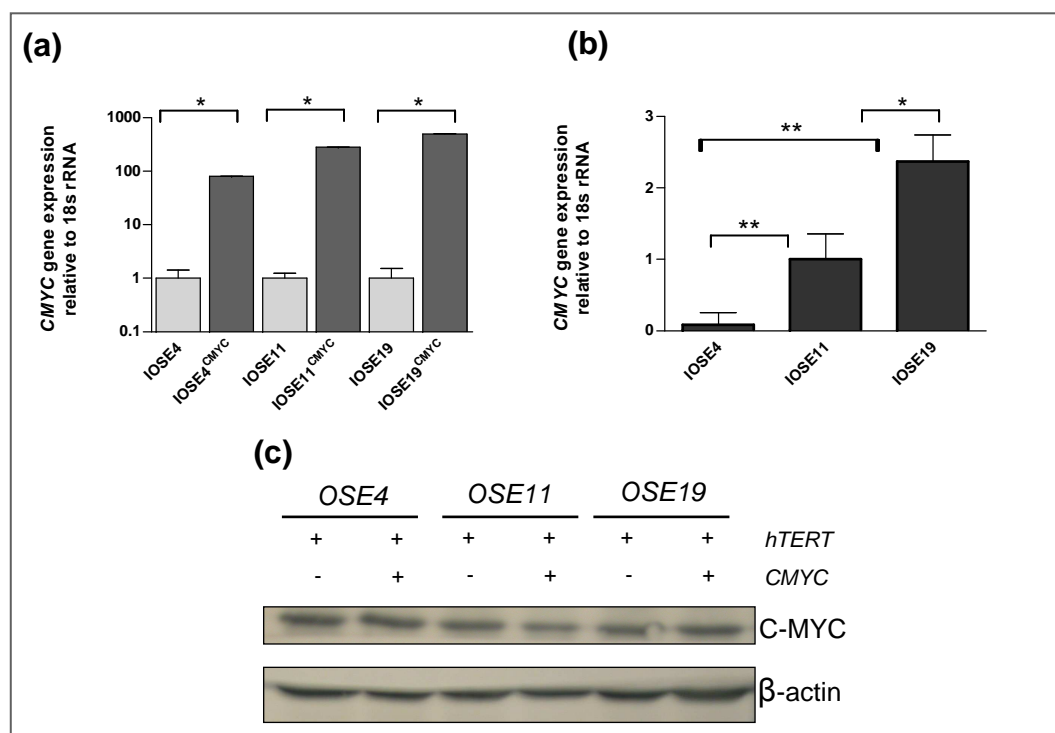 (a)
CMYC gene expression
relative to 18s rRNA
1000
100
10
1
0.1
*
*
*
IOSE4
IOSE4CMYC
IOSE11
IOSE11CMYC
IOSE19
IOSE19CMYC
(b)
CMYC gene expression
relative to 18s rRNA
3
2
1
0
**
**
*
IOSE4
IOSE11
IOSE19
(c)
OSE4 OSE11 OSE19
+ + + + + + hTERT
- + - + - + CMYC
C-MYC
β-actin